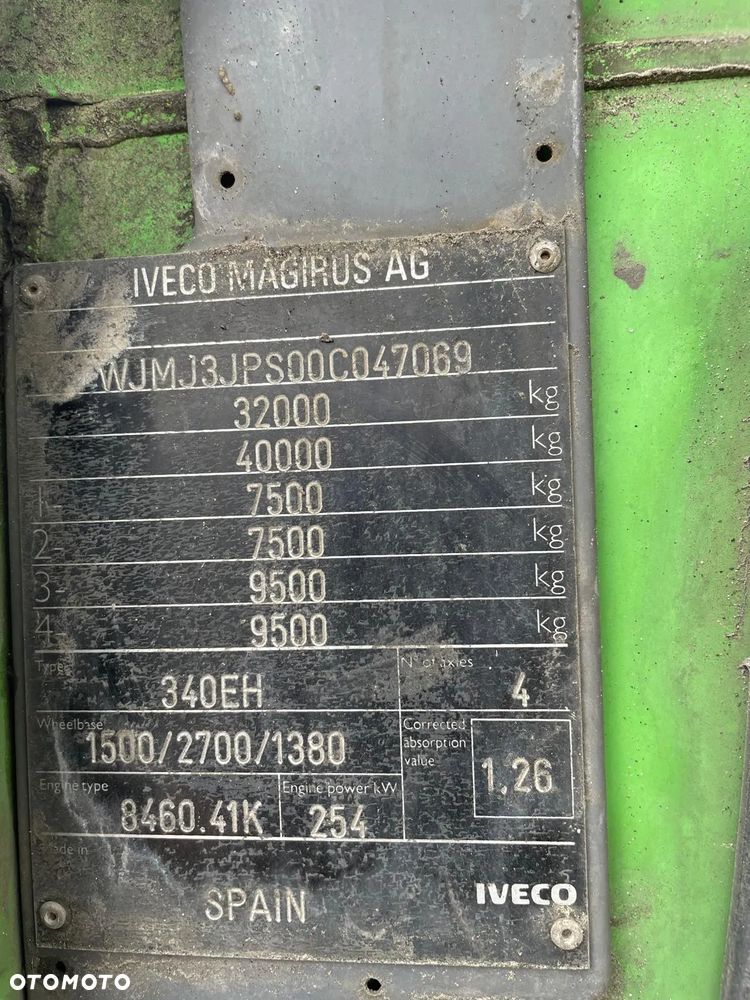 IVECO MAGIRUS AG
WJMJ3JPS00C047069
32000 Kg
40000 Kg
1- 7500 Kg
2- 7500 Kg
3- 9500 Kg
4- 9500 Kg
Type
340EH
N° of axles
4
Wheelbase
1500/2700/1380
Corrected
absorption
value
1.26
Engine type
8460.41K
Engine power kW
254
Made in
SPAIN
IVECO
OTOMOTO